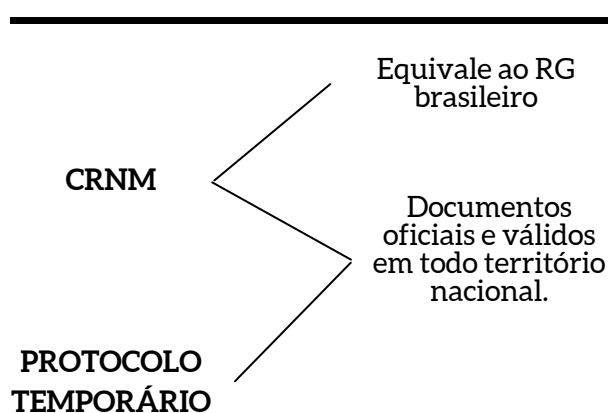 Equivale ao RG
brasileiro
CRNM
Documentos
oficiais e válidos
em todo território
nacional.
PROTOCOLO
TEMPORÁRIO